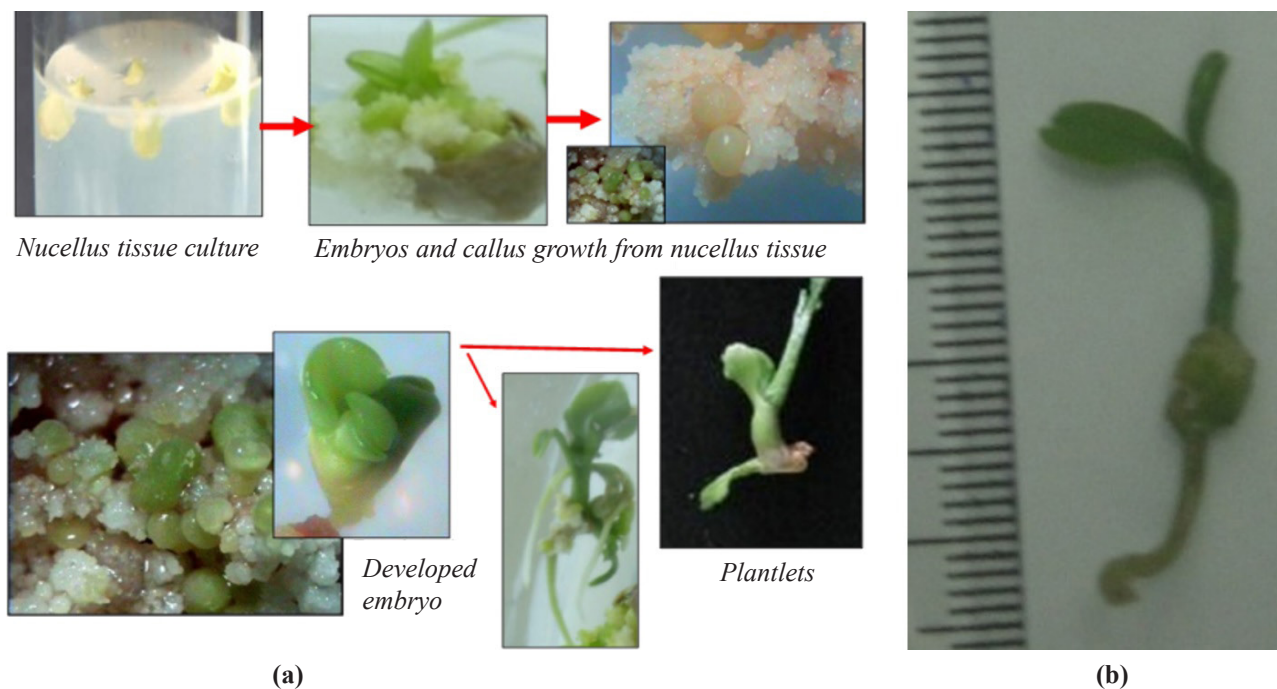 Nucellus tissue culture
Embryos and callus growth from nucellus tissue
Developed
embryo
Plantlets
(a)
(b)